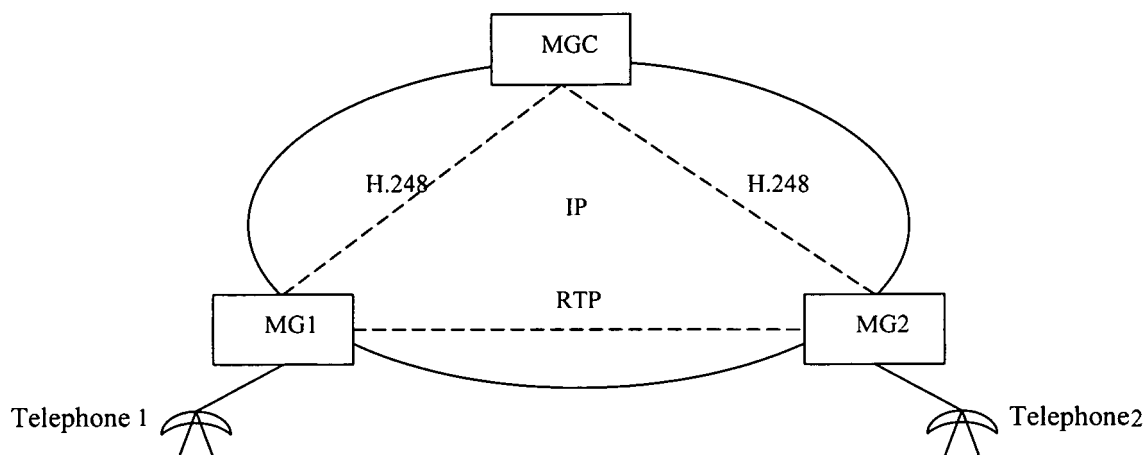 MGC
H.248
H.248
IP
RTP
MG1
MG2
Telephone 1
Telephone2